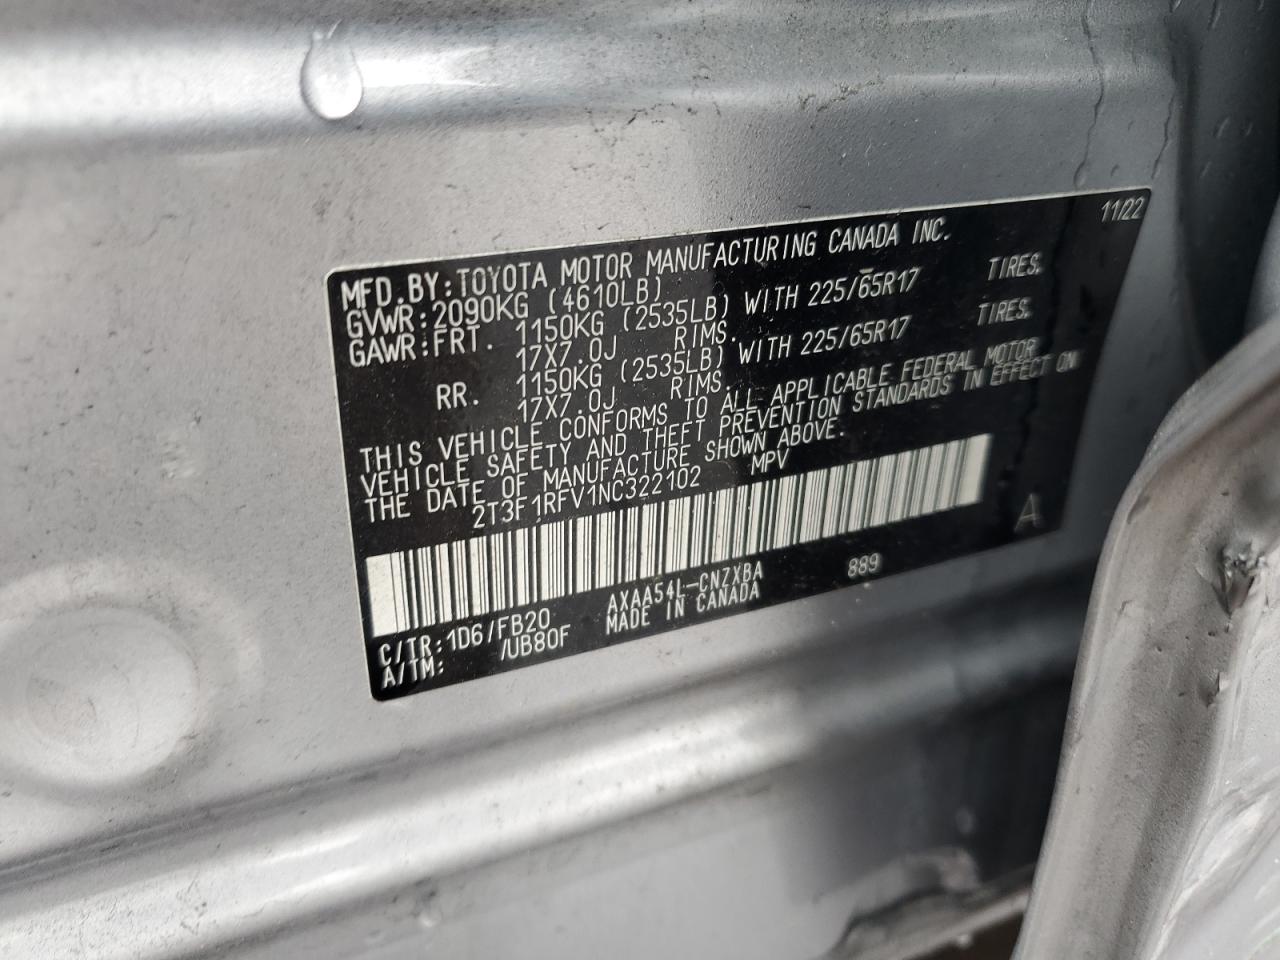 11/22
MFD. BY: TOYOTA MOTOR MANUFACTURING CANADA INC.
GVWR: 2090KG (4610LB)
GAWR: FRT. 1150KG (2535LB) WITH 225/65R17 TIRES,
17X7.0J RIMS.
RR. 1150KG (2535LB) WITH 225/65R17 TIRES,
17X7.0J RIMS.
THIS VEHICLE CONFORMS TO ALL APPLICABLE FEDERAL MOTOR
VEHICLE SAFETY AND THEFT PREVENTION STANDARDS IN EFFECT ON
THE DATE OF MANUFACTURE SHOWN ABOVE.
2T3F1RFV1NC322102 MPV
A
C/TR: 1D6/FB20 AXAA54L-CNZXBA 889
A/TM: /UB80F MADE IN CANADA